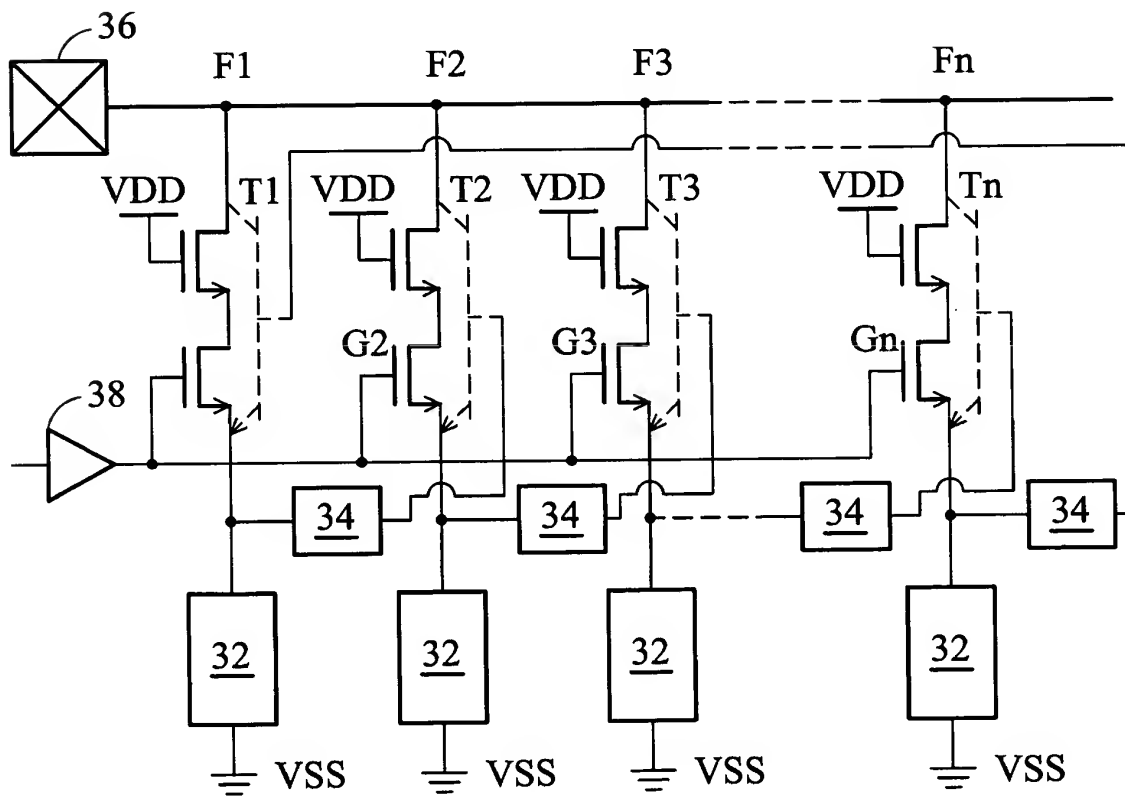 36
F1 F2 F3 Fn
VDD T1 VDD T2 VDD T3 VDD Tn
G2 G3 Gn
38
34 34 34 34
32 32 32 32
VSS VSS VSS VSS